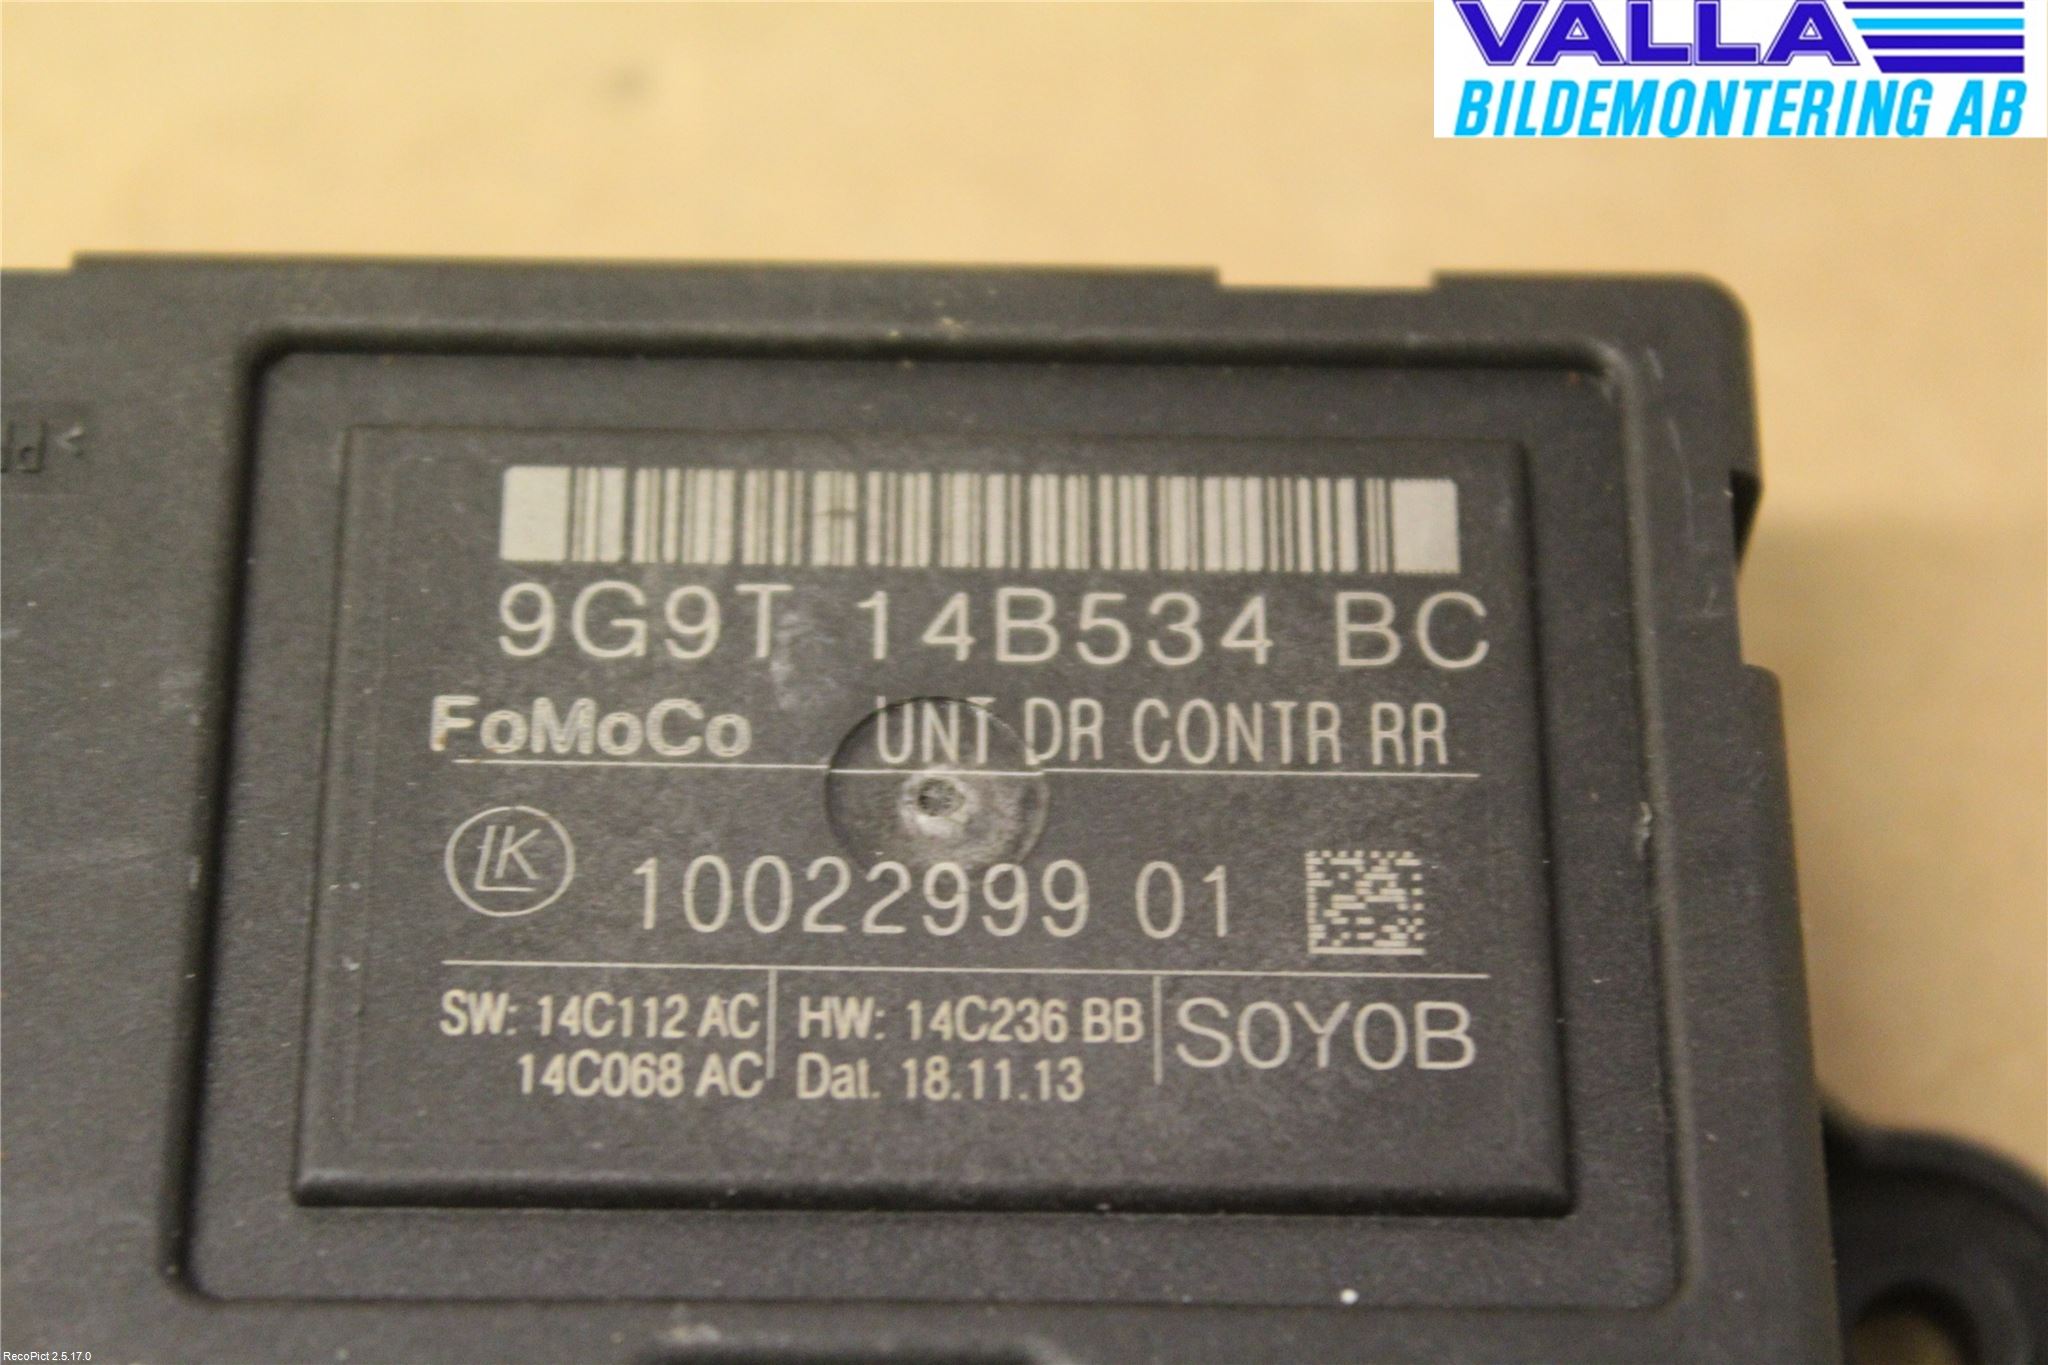 VALLA
BILDEMONTERING AB
9G9T 14B534 BC
FoMoCo UNT DR CONTR RR
LK 10022999 01
SW: 14C112 AC HW: 14C236 BB S0Y0B
14C068 AC Dat. 18.11.13
RecoPict 2.5.17.0